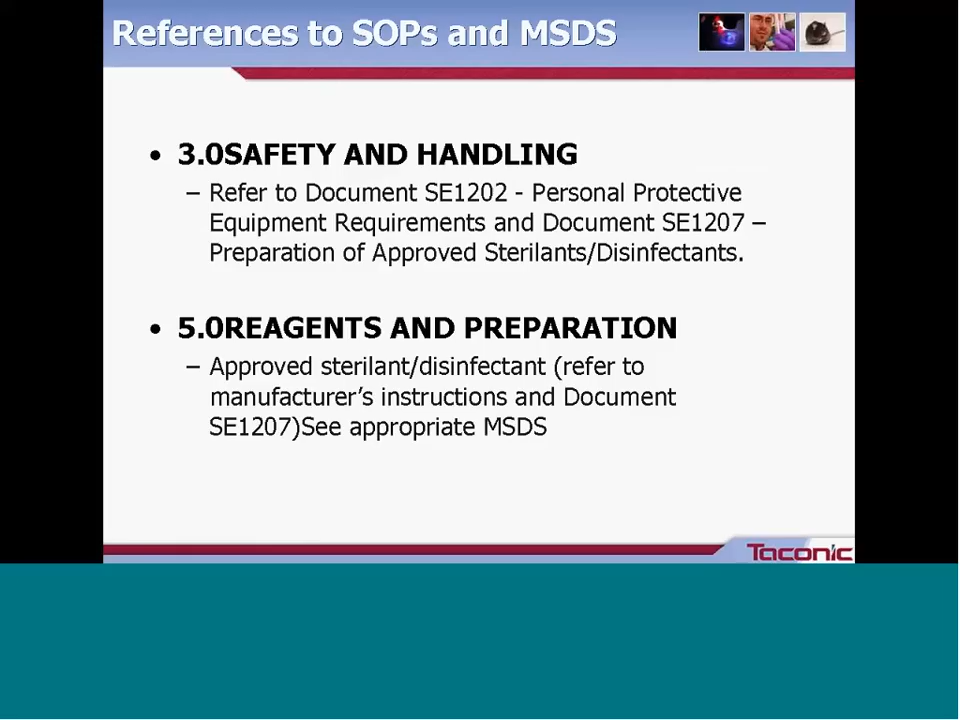 References to SOPs and MSDS
• 3.0SAFETY AND HANDLING
– Refer to Document SE1202 - Personal Protective
Equipment Requirements and Document SE1207 –
Preparation of Approved Sterilants/Disinfectants.
• 5.0REAGENTS AND PREPARATION
– Approved sterilant/disinfectant (refer to
manufacturer’s instructions and Document
SE1207)See appropriate MSDS
Taconic